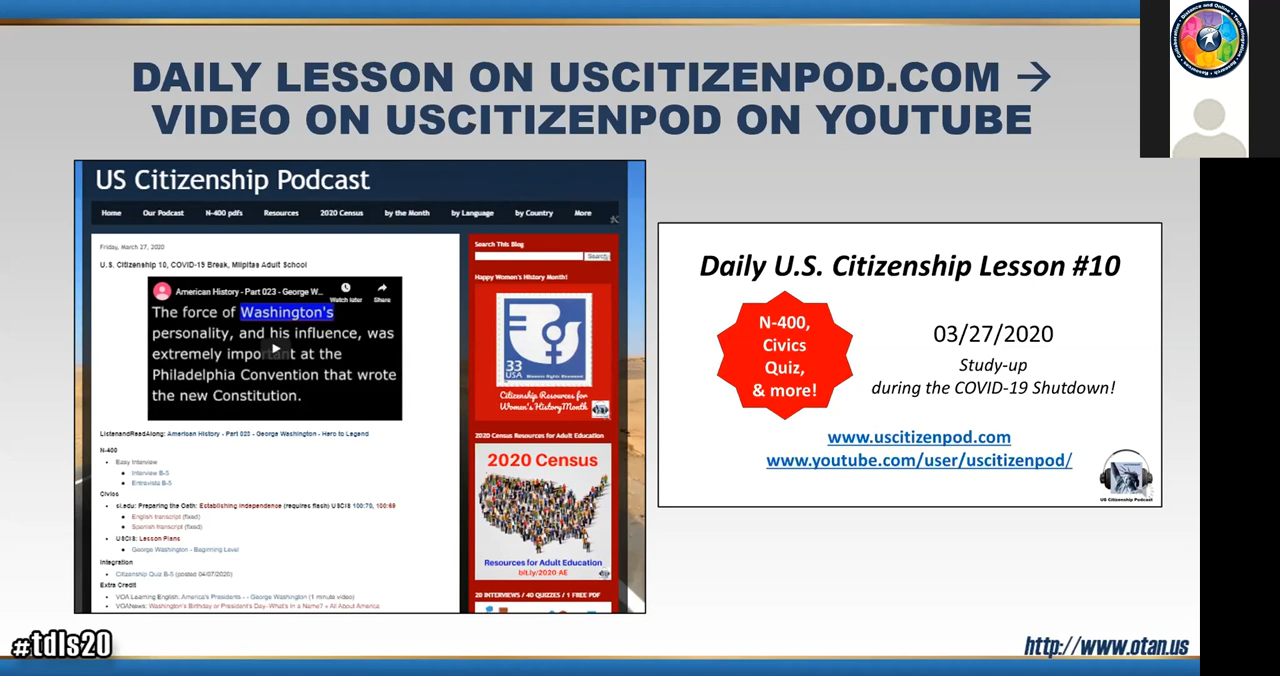 DAILY LESSON ON USCITIZENPOD.COM →
VIDEO ON USCITIZENPOD ON YOUTUBE
US Citizenship Podcast
Home Our Podcast N-400 pdfs Resources 2020 Census by the Month by Language by Country More
Friday, March 27, 2020
U.S. Citizenship 10, COVID-19 Break, Milpitas Adult School
American History - Part 023 - George W...
Watch later
Share
The force of Washington's
personality, and his influence, was
extremely important at the
Philadelphia Convention that wrote
the new Constitution.
ListenandReadAlong: American History - Part 023 - George Washington - Hero to Legend
N-400
Easy Interview
Interview B-5
Entrevista B-5
Civics
si.edu: Preparing the Oath: Establishing Independence (requires flash) USCIS 100:70, 100:69
English transcript (fixed)
Spanish transcript (fixed)
USCIS: Lesson Plans
George Washington - Beginning Level
Integration
Citizenship Quiz B-5 (posted 04/07/2020)
Extra Credit
VOA Learning English: America's Presidents - - George Washington (1 minute video)
VOANews: Washington's Birthday or President's Day--What's In a Name? + All About America
Search This Blog
Search
Happy Women's History Month!
33
USA
Citizenship Resources for
Women's History Month
2020 Census Resources for Adult Education
2020 Census
Resources for Adult Education
bit.ly/2020 AE
20 INTERVIEWS / 40 QUIZZES / 1 FREE PDF
Daily U.S. Citizenship Lesson #10
N-400,
Civics
Quiz,
& more!
03/27/2020
Study-up
during the COVID-19 Shutdown!
www.uscitizenpod.com
www.youtube.com/user/uscitizenpod/
US Citizenship Podcast
#tdls20
http://www.otan.us